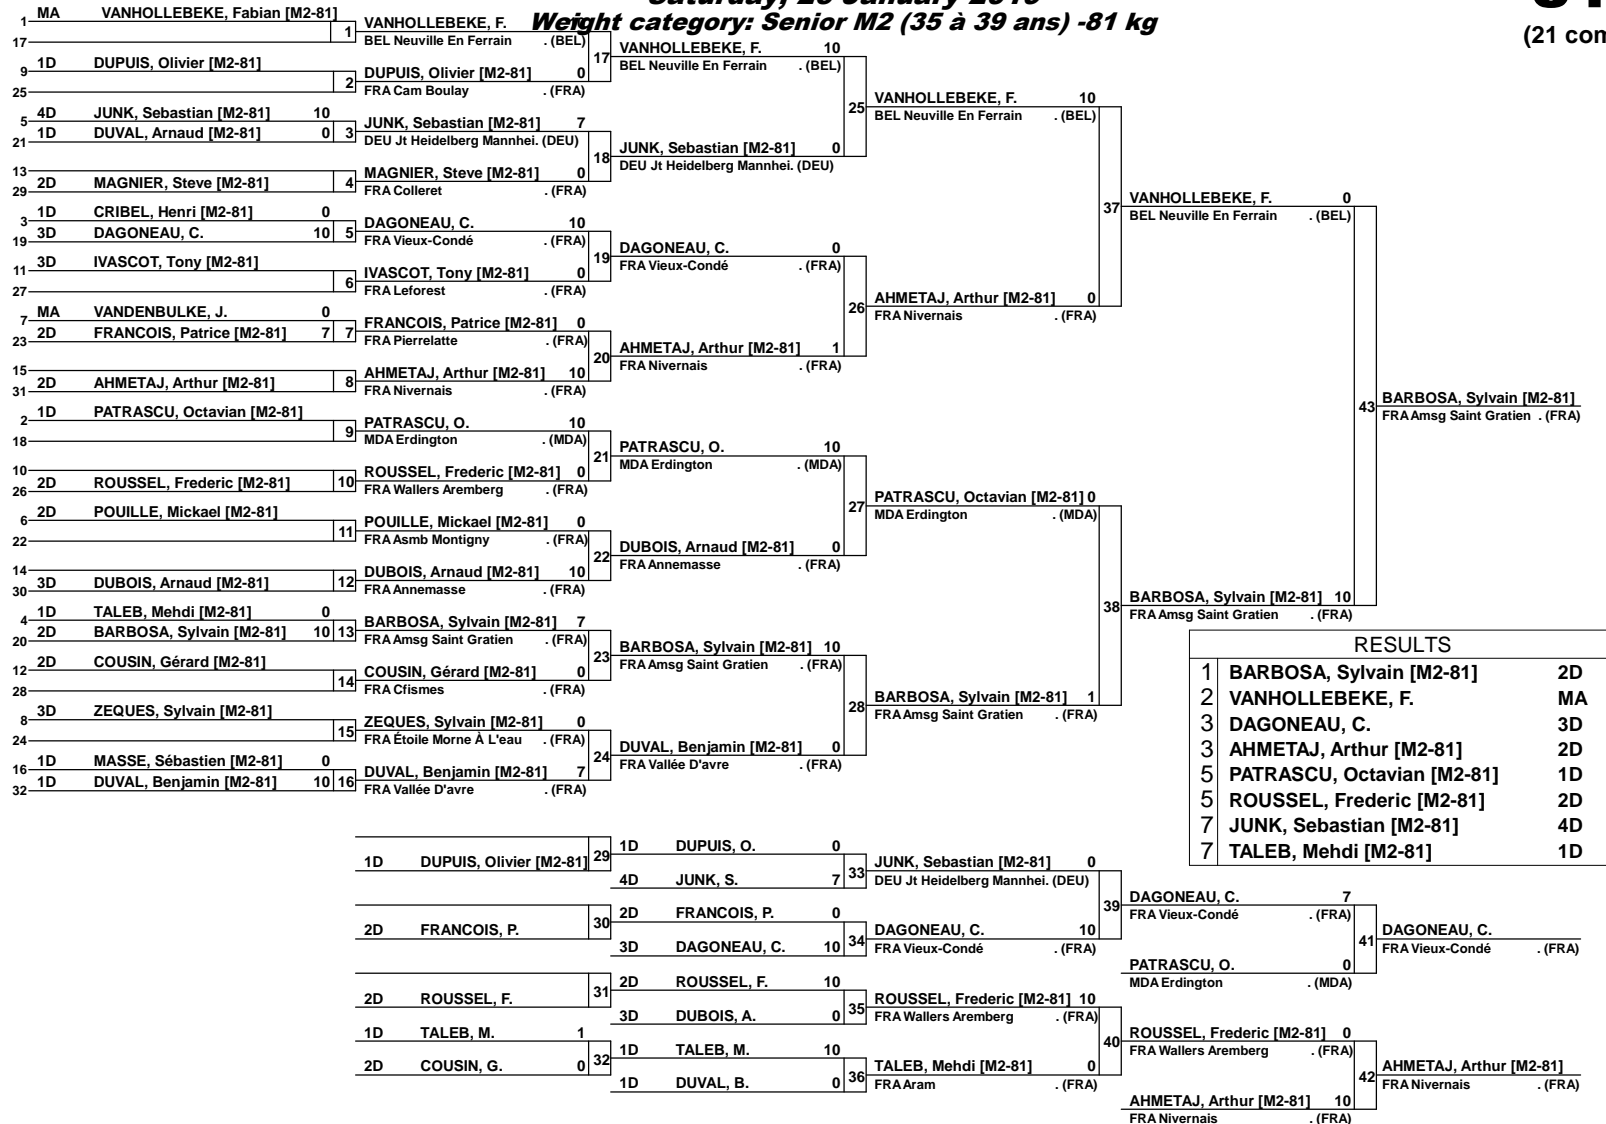 Weight category: Senior M2 (35 à 39 ans) -81 kg
(21 com
1 MA VANHOLLEBEKE, Fabian [M2-81]
17
1
VANHOLLEBEKE, F.
BEL Neuville En Ferrain . (BEL)
9 1D DUPUIS, Olivier [M2-81]
25
2
DUPUIS, Olivier [M2-81] 0
FRA Cam Boulay . (FRA)
17
VANHOLLEBEKE, F. 10
BEL Neuville En Ferrain . (BEL)
5 4D JUNK, Sebastian [M2-81] 10
21 1D DUVAL, Arnaud [M2-81] 0
3
JUNK, Sebastian [M2-81] 7
DEU Jt Heidelberg Mannhei. (DEU)
13
29 2D MAGNIER, Steve [M2-81]
4
MAGNIER, Steve [M2-81] 0
FRA Colleret . (FRA)
18
JUNK, Sebastian [M2-81] 0
DEU Jt Heidelberg Mannhei. (DEU)
25
VANHOLLEBEKE, F. 10
BEL Neuville En Ferrain . (BEL)
3 1D CRIBEL, Henri [M2-81] 0
19 3D DAGONEAU, C. 10
5
DAGONEAU, C. 10
FRA Vieux-Condé . (FRA)
11 3D IVASCOT, Tony [M2-81]
27
6
IVASCOT, Tony [M2-81] 0
FRA Leforest . (FRA)
19
DAGONEAU, C. 0
FRA Vieux-Condé . (FRA)
7 MA VANDENBULKE, J. 0
23 2D FRANCOIS, Patrice [M2-81] 7
7
FRANCOIS, Patrice [M2-81] 0
FRA Pierrelatte . (FRA)
15
31 2D AHMETAJ, Arthur [M2-81]
8
AHMETAJ, Arthur [M2-81] 10
FRA Nivernais . (FRA)
20
AHMETAJ, Arthur [M2-81] 1
FRA Nivernais . (FRA)
26
AHMETAJ, Arthur [M2-81] 0
FRA Nivernais . (FRA)
37
VANHOLLEBEKE, F. 0
BEL Neuville En Ferrain . (BEL)
2 1D PATRASCU, Octavian [M2-81]
18
9
PATRASCU, O. 10
MDA Erdington . (MDA)
10
26 2D ROUSSEL, Frederic [M2-81]
10
ROUSSEL, Frederic [M2-81] 0
FRA Wallers Aremberg . (FRA)
21
PATRASCU, O. 10
MDA Erdington . (MDA)
6 2D POUILLE, Mickael [M2-81]
22
11
POUILLE, Mickael [M2-81] 0
FRA Asmb Montigny . (FRA)
14
30 3D DUBOIS, Arnaud [M2-81]
12
DUBOIS, Arnaud [M2-81] 10
FRA Annemasse . (FRA)
22
DUBOIS, Arnaud [M2-81] 0
FRA Annemasse . (FRA)
27
PATRASCU, Octavian [M2-81] 0
MDA Erdington . (MDA)
4 1D TALEB, Mehdi [M2-81] 0
20 2D BARBOSA, Sylvain [M2-81] 10
13
BARBOSA, Sylvain [M2-81] 7
FRA Amsg Saint Gratien . (FRA)
12 2D COUSIN, Gérard [M2-81]
28
14
COUSIN, Gérard [M2-81] 0
FRA Cfismes . (FRA)
23
BARBOSA, Sylvain [M2-81] 10
FRA Amsg Saint Gratien . (FRA)
8 3D ZEQUES, Sylvain [M2-81]
24
15
ZEQUES, Sylvain [M2-81] 0
FRA Étoile Morne À L'eau . (FRA)
16 1D MASSE, Sébastien [M2-81] 0
32 1D DUVAL, Benjamin [M2-81] 10
16
DUVAL, Benjamin [M2-81] 7
FRA Vallée D'avre . (FRA)
24
DUVAL, Benjamin [M2-81] 0
FRA Vallée D'avre . (FRA)
28
BARBOSA, Sylvain [M2-81] 1
FRA Amsg Saint Gratien . (FRA)
38
BARBOSA, Sylvain [M2-81] 10
FRA Amsg Saint Gratien . (FRA)
43
BARBOSA, Sylvain [M2-81]
FRA Amsg Saint Gratien . (FRA)
RESULTS
1 BARBOSA, Sylvain [M2-81] 2D
2 VANHOLLEBEKE, F. MA
3 DAGONEAU, C. 3D
3 AHMETAJ, Arthur [M2-81] 2D
5 PATRASCU, Octavian [M2-81] 1D
5 ROUSSEL, Frederic [M2-81] 2D
7 JUNK, Sebastian [M2-81] 4D
7 TALEB, Mehdi [M2-81] 1D
1D DUPUIS, Olivier [M2-81] 29
1D DUPUIS, O. 0
4D JUNK, S. 7
33
JUNK, Sebastian [M2-81] 0
DEU Jt Heidelberg Mannhei. (DEU)
2D FRANCOIS, P. 30
2D FRANCOIS, P. 0
3D DAGONEAU, C. 10
34
DAGONEAU, C. 10
FRA Vieux-Condé . (FRA)
39
DAGONEAU, C. 7
FRA Vieux-Condé . (FRA)
PATRASCU, O. 0
MDA Erdington . (MDA)
41
DAGONEAU, C.
FRA Vieux-Condé . (FRA)
2D ROUSSEL, F. 31
2D ROUSSEL, F. 10
3D DUBOIS, A. 0
35
ROUSSEL, Frederic [M2-81] 10
FRA Wallers Aremberg . (FRA)
1D TALEB, M. 1
2D COUSIN, G. 0
32
1D TALEB, M. 10
1D DUVAL, B. 0
36
TALEB, Mehdi [M2-81] 0
FRA Aram . (FRA)
40
ROUSSEL, Frederic [M2-81] 0
FRA Wallers Aremberg . (FRA)
AHMETAJ, Arthur [M2-81] 10
FRA Nivernais . (FRA)
42
AHMETAJ, Arthur [M2-81]
FRA Nivernais . (FRA)